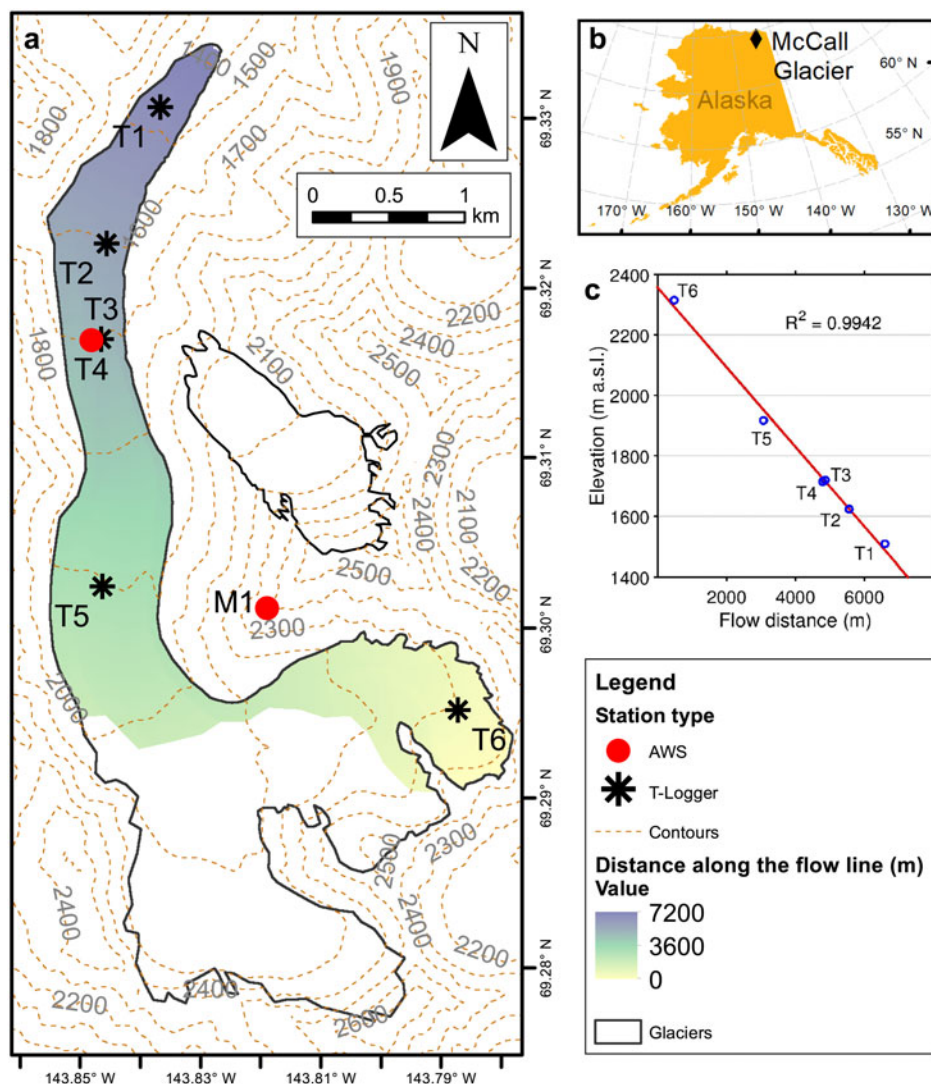 a
N
0 0.5 1
km
1400
1500
1900
1800
1700
1600
T1
T2
T3
T4
T5
T6
M1
1800
2100
2200
2400
2500
2300
2400
2100
2200
2500
2300
2000
2500
2300
2400
2400
2200
2200
2400
2600
69.33 N
69.32 N
69.31 N
69.30 N
69.29 N
69.28 N
143.85° W 143.83° W 143.81° W 143.79° W
b
McCall
Glacier
Alaska
60° N
55° N
170° W 160° W 150° W 140° W 130° W
c
2400
2200
2000
1800
1600
1400
Elevation (m a.s.l.)
T6
R² = 0.9942
T5
T3
T4
T2
T1
2000 4000 6000
Flow distance (m)
Legend
Station type
AWS
T-Logger
Contours
Distance along the flow line (m)
Value
7200
3600
0
Glaciers